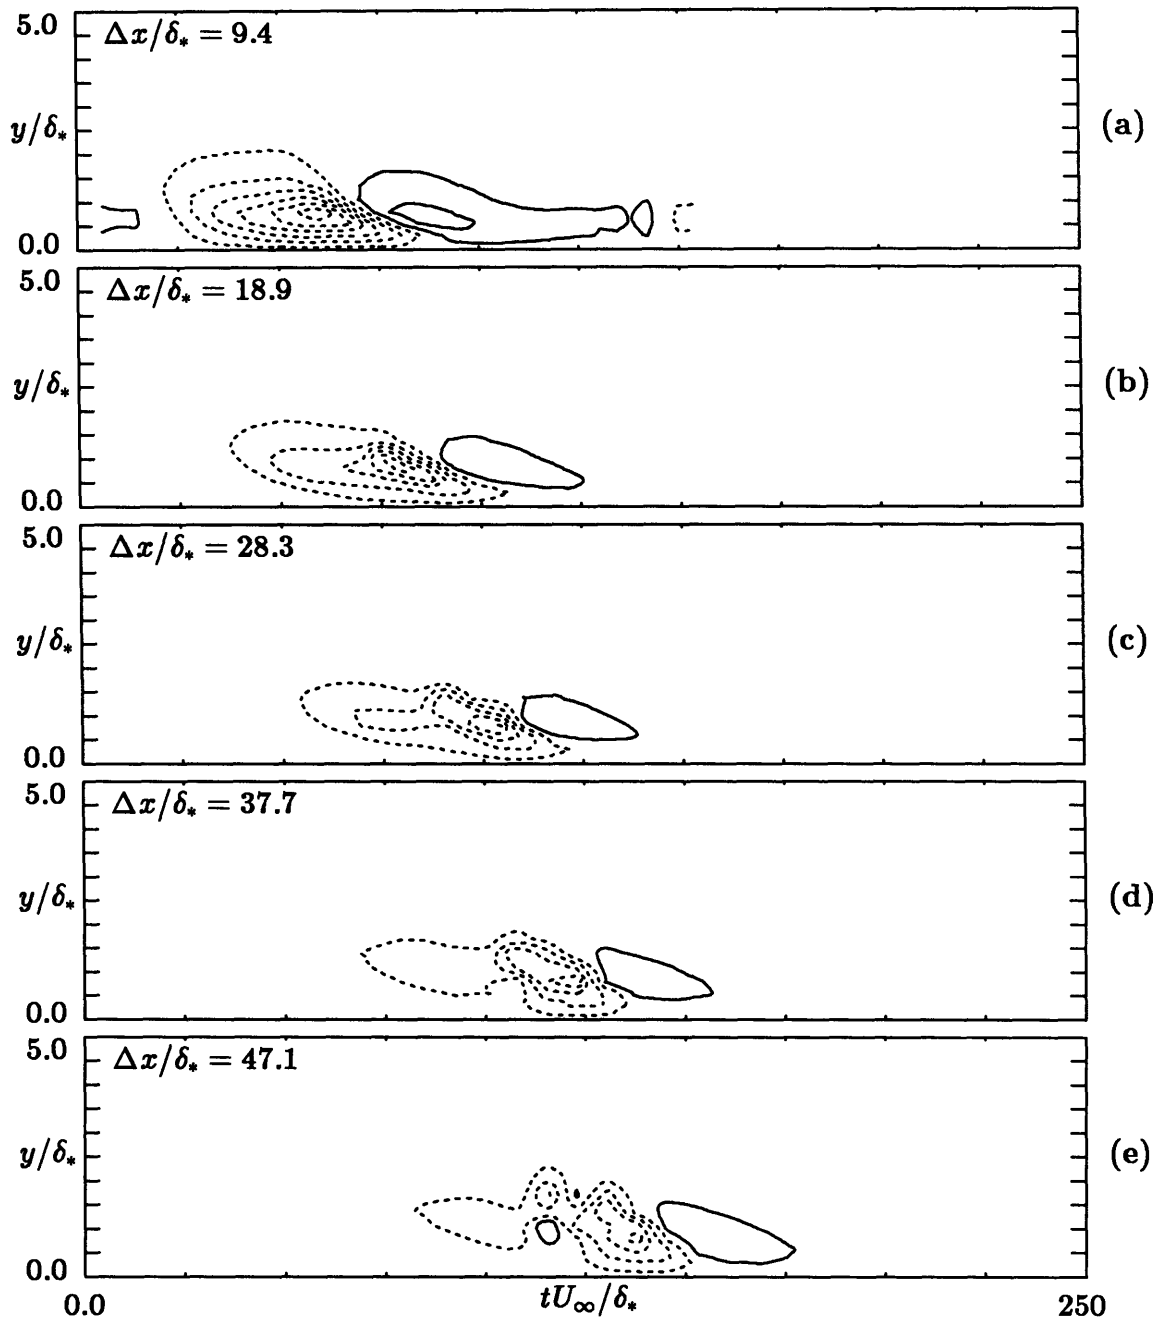 5.0
Δx/δ* = 9.4
y/δ*
(a)
0.0
5.0
Δx/δ* = 18.9
y/δ*
(b)
0.0
5.0
Δx/δ* = 28.3
y/δ*
(c)
0.0
5.0
Δx/δ* = 37.7
y/δ*
(d)
0.0
5.0
Δx/δ* = 47.1
y/δ*
(e)
0.0
0.0 tU∞/δ* 250